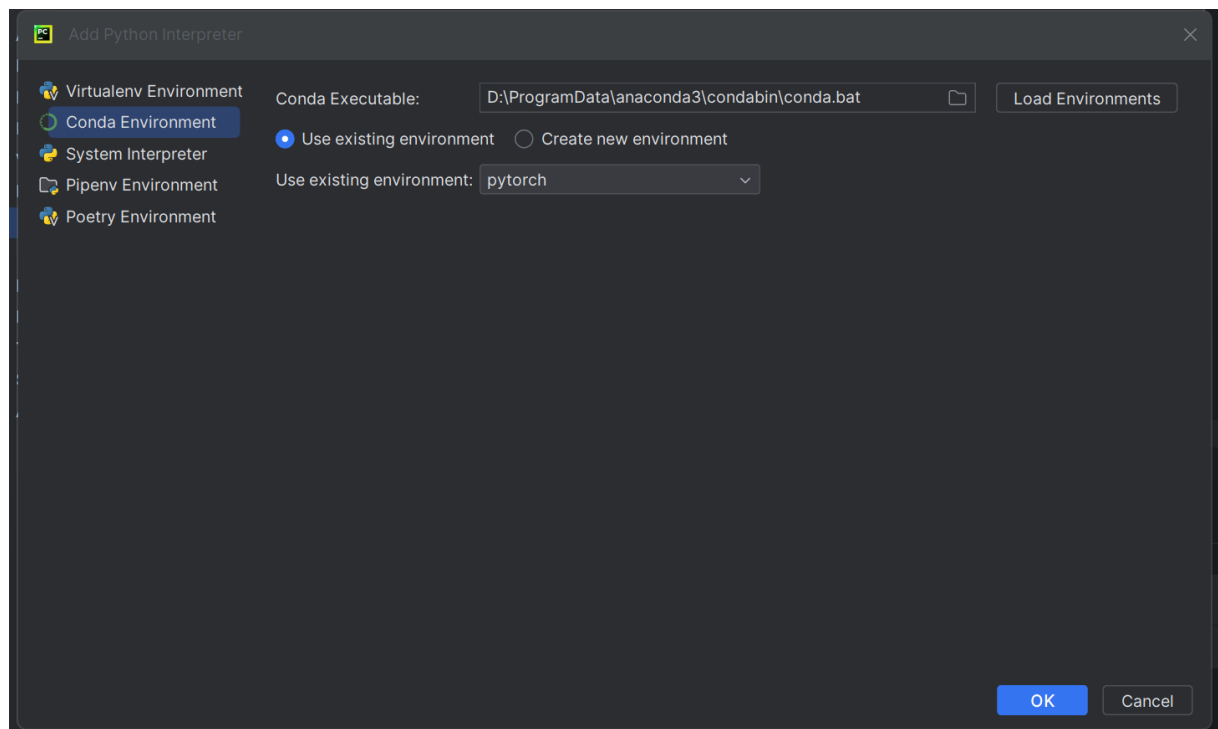 PC
Add Python Interpreter
Virtualenv Environment
Conda Environment
System Interpreter
Pipenv Environment
Poetry Environment
Conda Executable: D:\ProgramData\anaconda3\condabin\conda.bat Load Environments
Use existing environment Create new environment
Use existing environment: pytorch
OK Cancel